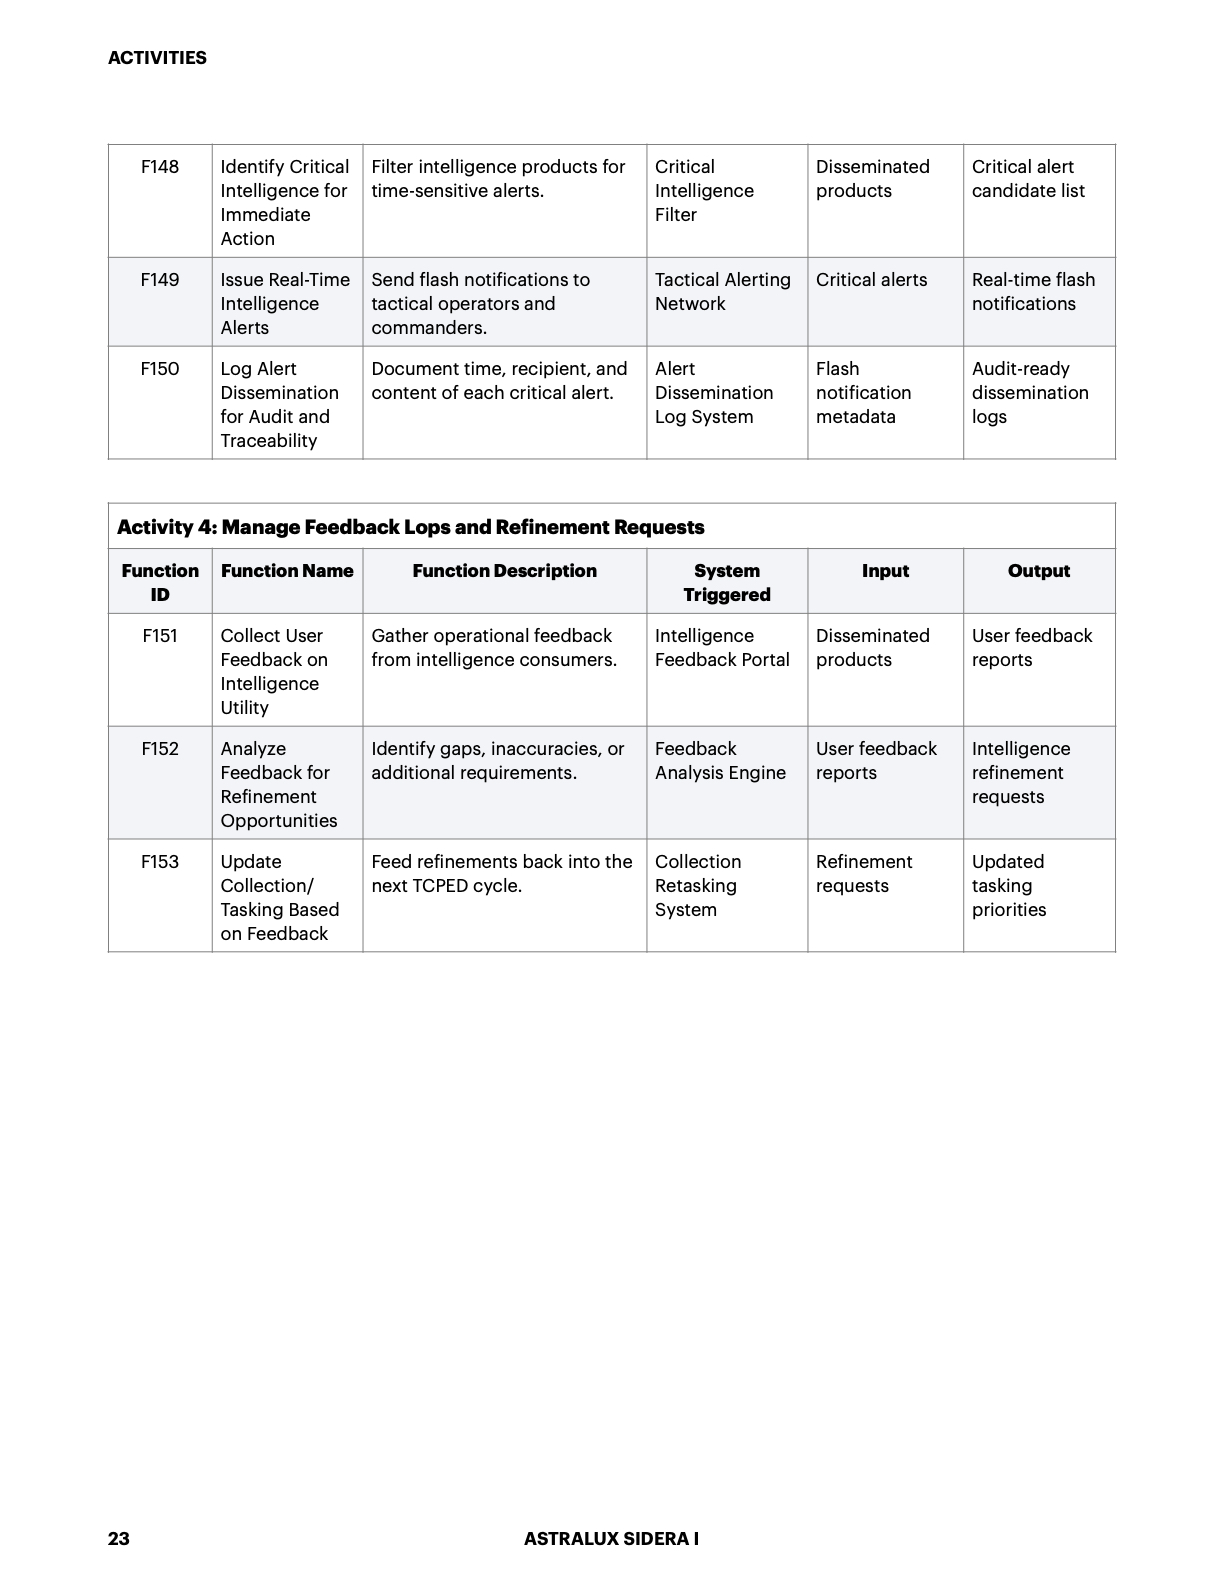 ACTIVITIES
F148 Identify Critical Intelligence for Immediate Action Filter intelligence products for time-sensitive alerts. Critical Intelligence Filter Disseminated products Critical alert candidate list
F149 Issue Real-Time Intelligence Alerts Send flash notifications to tactical operators and commanders. Tactical Alerting Network Critical alerts Real-time flash notifications
F150 Log Alert Dissemination for Audit and Traceability Document time, recipient, and content of each critical alert. Alert Dissemination Log System Flash notification metadata Audit-ready dissemination logs
Activity 4: Manage Feedback Lops and Refinement Requests
Function ID Function Name Function Description System Triggered Input Output
F151 Collect User Feedback on Intelligence Utility Gather operational feedback from intelligence consumers. Intelligence Feedback Portal Disseminated products User feedback reports
F152 Analyze Feedback for Refinement Opportunities Identify gaps, inaccuracies, or additional requirements. Feedback Analysis Engine User feedback reports Intelligence refinement requests
F153 Update Collection/ Tasking Based on Feedback Feed refinements back into the next TCPED cycle. Collection Retasking System Refinement requests Updated tasking priorities
23 ASTRALUX SIDERA I